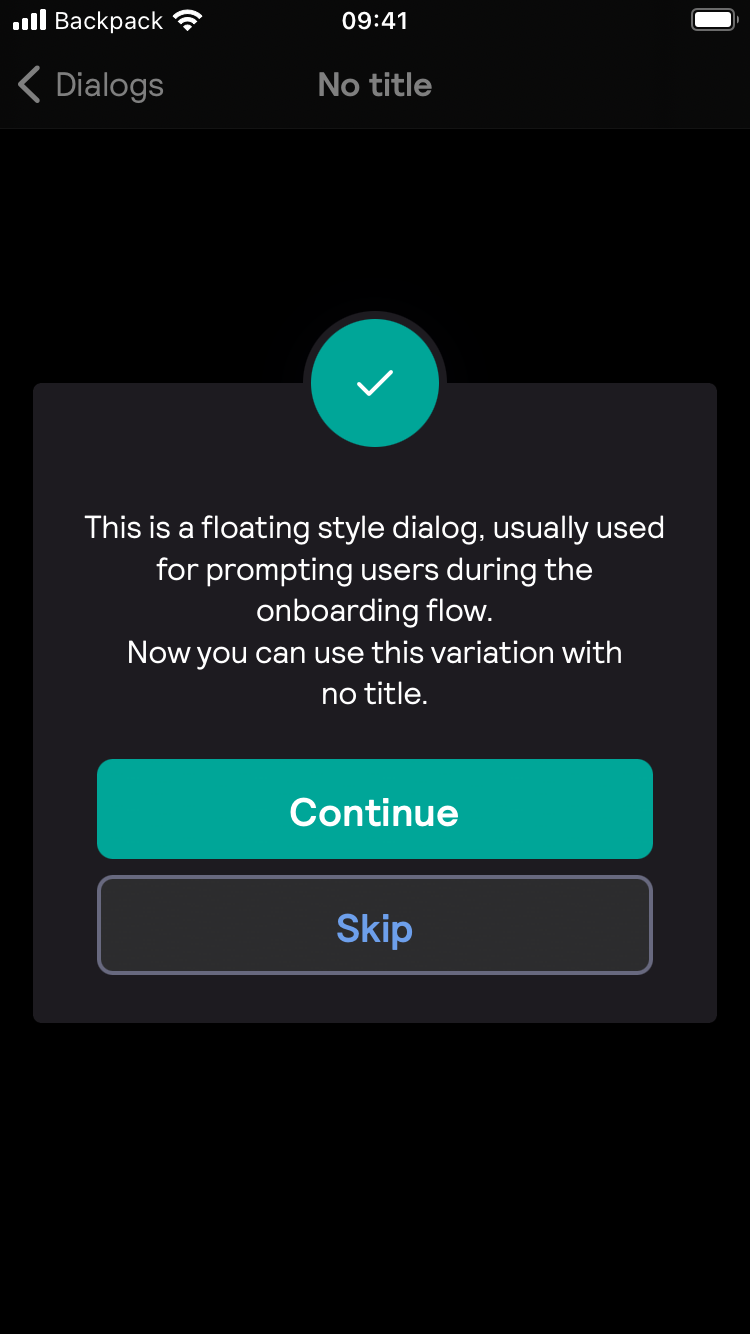 Backpack 09:41
Dialogs No title
This is a floating style dialog, usually used
for prompting users during the
onboarding flow.
Now you can use this variation with
no title.
Continue
Skip